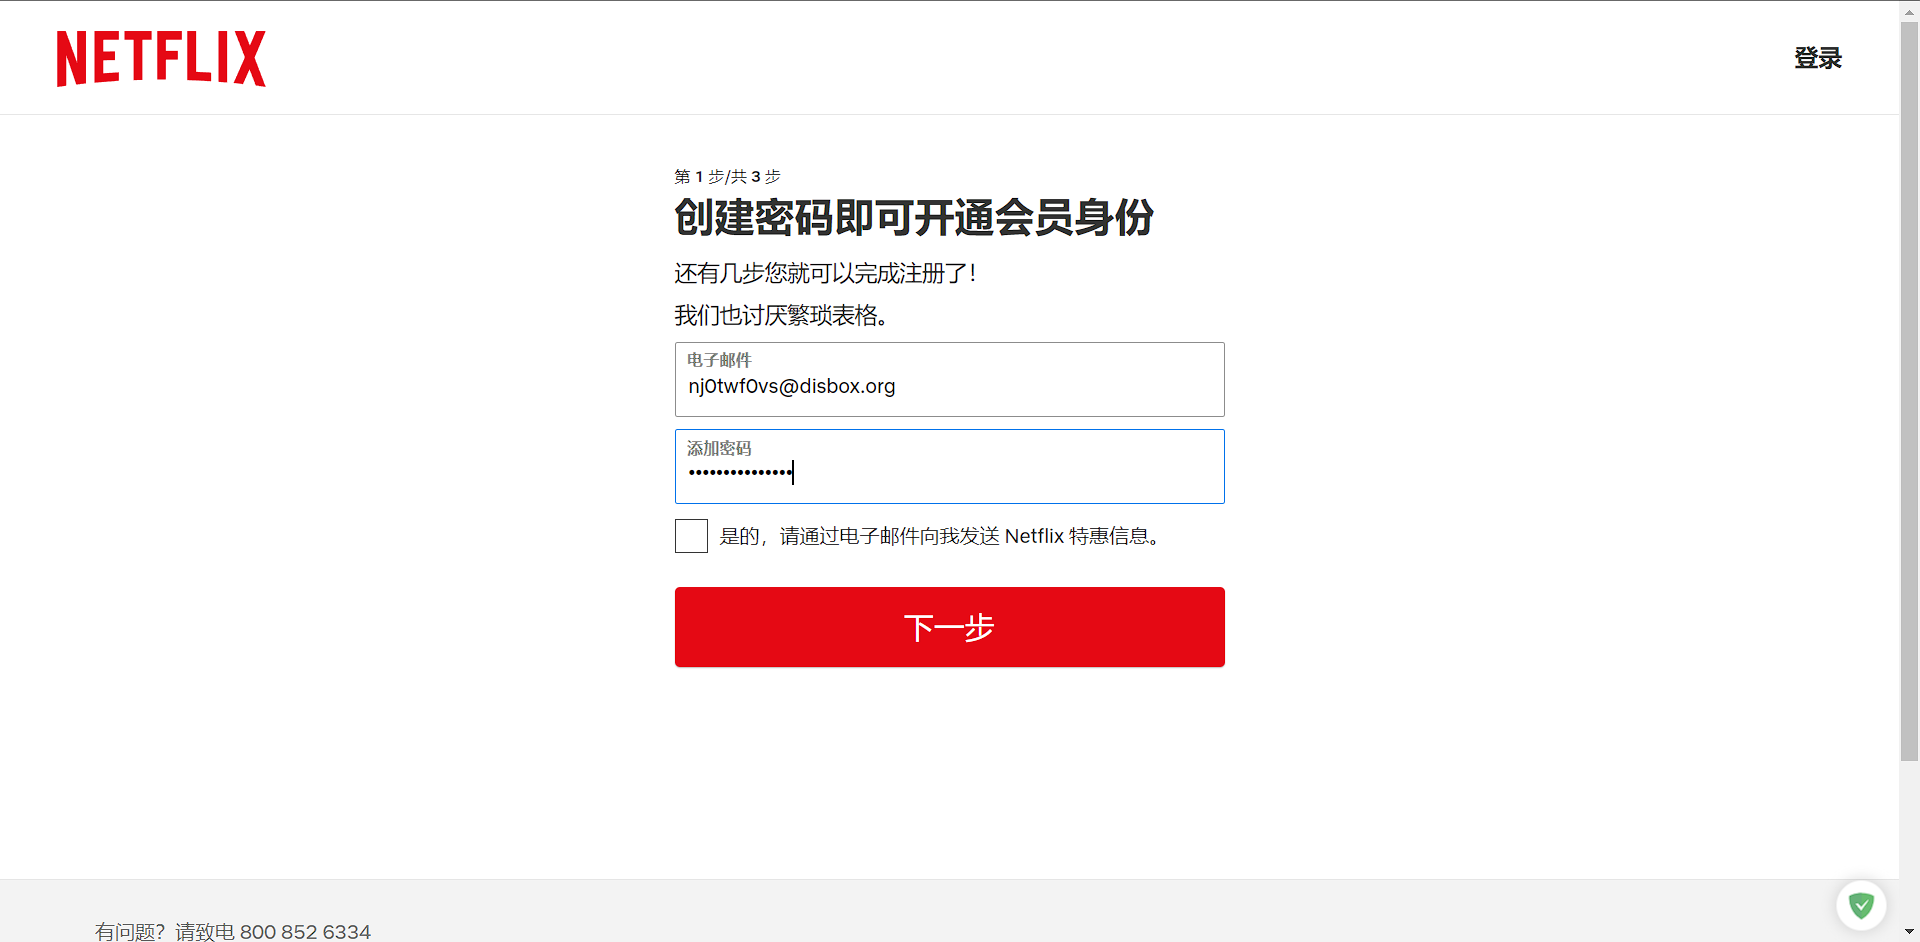 NETFLIX
登录
第 1 步/共 3 步
创建密码即可开通会员身份
还有几步您就可以完成注册了！
我们也讨厌繁琐表格。
电子邮件
nj0twf0vs@disbox.org
添加密码
•••••••••••••••
是的，请通过电子邮件向我发送 Netflix 特惠信息。
下一步
有问题？请致电 800 852 6334